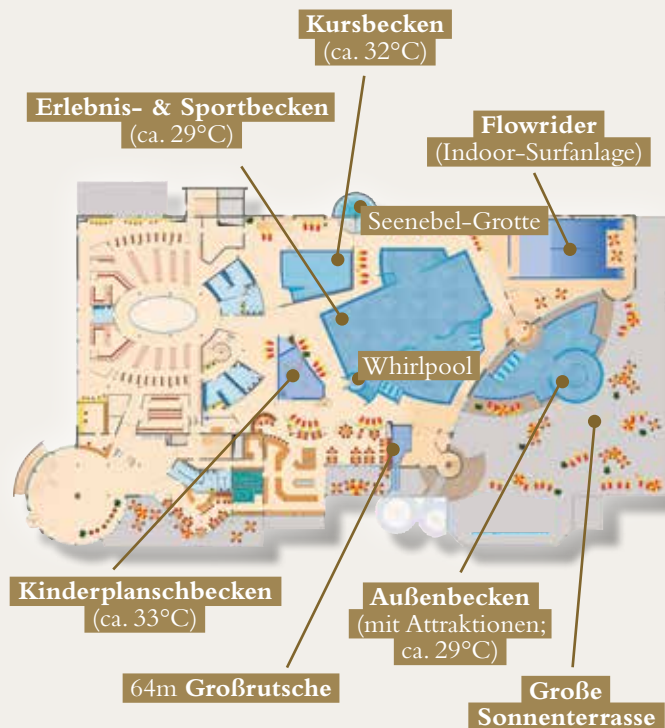 Kursbecken
(ca. 32°C)
Erlebnis- & Sportbecken
(ca. 29°C)
Flowrider
(Indoor-Surfanlage)
Seenebel-Grotte
Whirlpool
Kinderplanschbecken
(ca. 33°C)
Außenbecken
(mit Attraktionen;
ca. 29°C)
64m Großrutsche
Große
Sonnenterrasse